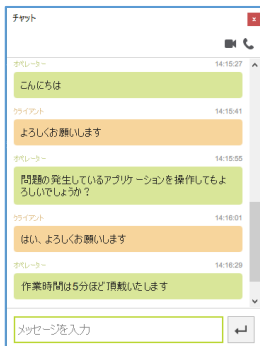 チャット
x
オペレーター 14:15:27
こんにちは
クライアント 14:15:41
よろしくお願いします
オペレーター 14:15:55
問題の発生しているアプリケーションを操作してもよ
ろしいでしょうか？
クライアント 14:16:01
はい、よろしくお願いします
オペレーター 14:16:29
作業時間は5分ほど頂戴いたします
メッセージを入力